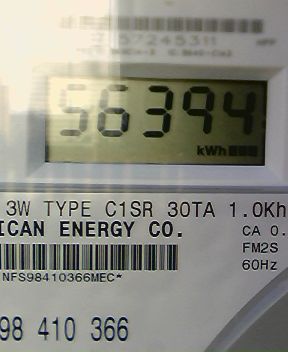 56394
kWh
3W TYPE C1SR 30TA 1.0Kh
ICAN ENERGY CO.
CA 0.
FM2S
60Hz
NFS98410366MEC*
98 410 366